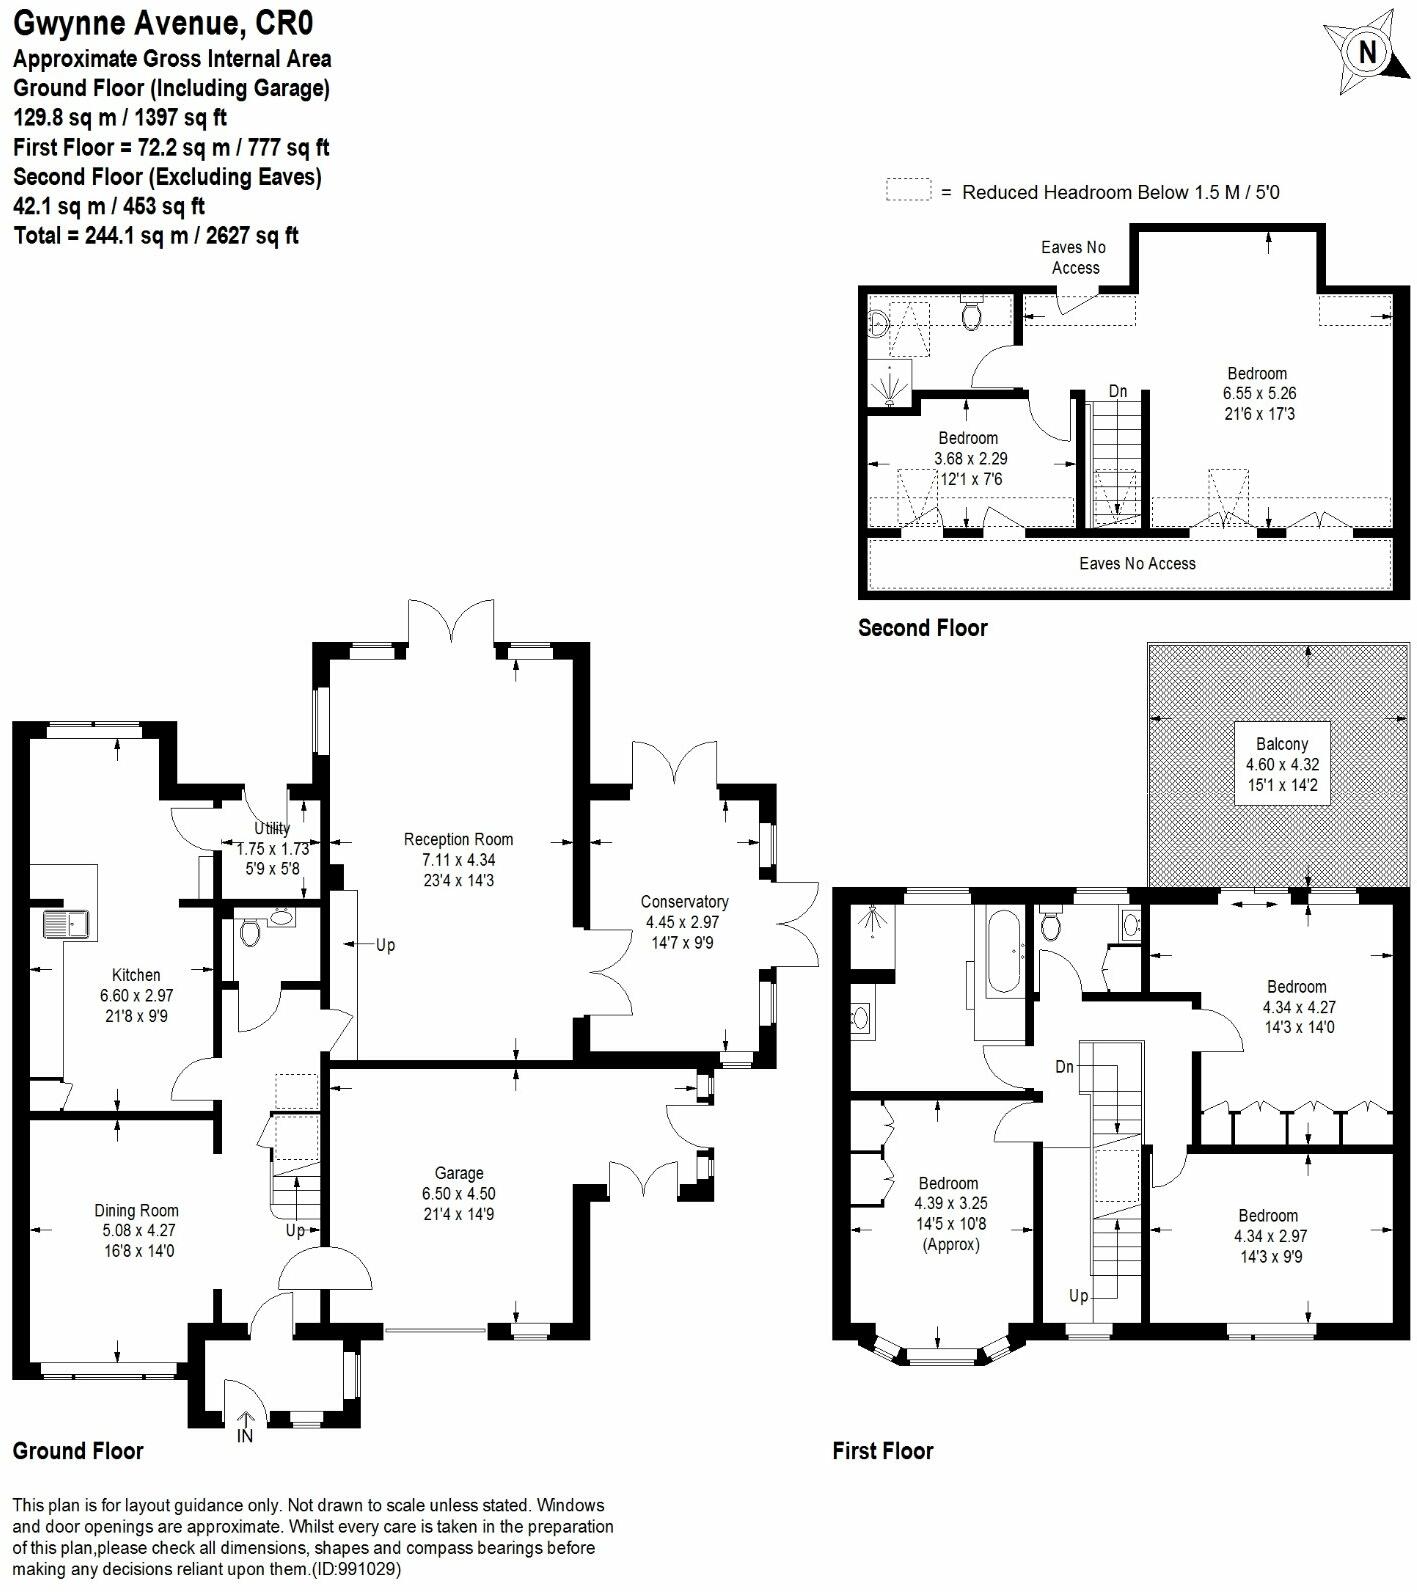 Gwynne Avenue, CR0
Approximate Gross Internal Area
Ground Floor (Including Garage)
129.8 sq m / 1397 sq ft
First Floor = 72.2 sq m / 777 sq ft
Second Floor (Excluding Eaves)
42.1 sq m / 453 sq ft
Total = 244.1 sq m / 2627 sq ft
N
= Reduced Headroom Below 1.5 M / 5'0
Eaves No
Access
Bedroom
6.55 x 5.26
21'6 x 17'3
Dn
Bedroom
3.68 x 2.29
12'1 x 7'6
Eaves No Access
Second Floor
Balcony
4.60 x 4.32
15'1 x 14'2
Utility
1.75 x 1.73
5'9 x 5'8
Reception Room
7.11 x 4.34
23'4 x 14'3
Conservatory
4.45 x 2.97
14'7 x 9'9
Up
Kitchen
6.60 x 2.97
21'8 x 9'9
Garage
6.50 x 4.50
21'4 x 14'9
Dining Room
5.08 x 4.27
16'8 x 14'0
Up
IN
Ground Floor
Bedroom
4.34 x 4.27
14'3 x 14'0
Dn
Bedroom
4.39 x 3.25
14'5 x 10'8
(Approx)
Bedroom
4.34 x 2.97
14'3 x 9'9
Up
First Floor
This plan is for layout guidance only. Not drawn to scale unless stated. Windows
and door openings are approximate. Whilst every care is taken in the preparation
of this plan,please check all dimensions, shapes and compass bearings before
making any decisions reliant upon them.(ID:991029)